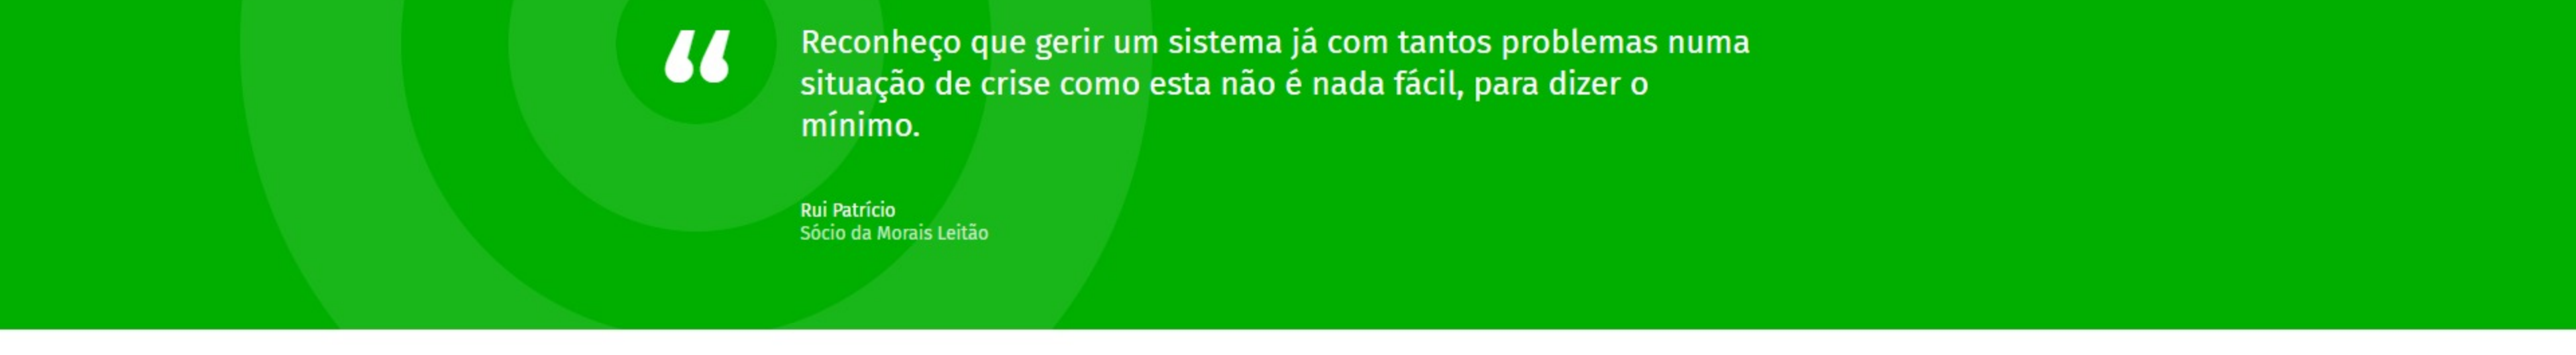 “
Reconheço que gerir um sistema já com tantos problemas numa
situação de crise como esta não é nada fácil, para dizer o
mínimo.
Rui Patrício
Sócio da Morais Leitão